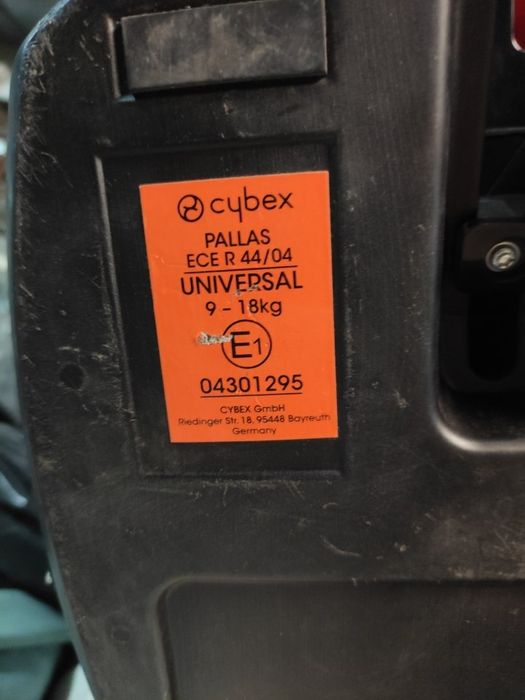 cybex
PALLAS
ECE R 44/04
UNIVERSAL
9 - 18kg
E1
04301295
CYBEX GmbH
Riedinger Str. 18, 95448 Bayreuth
Germany